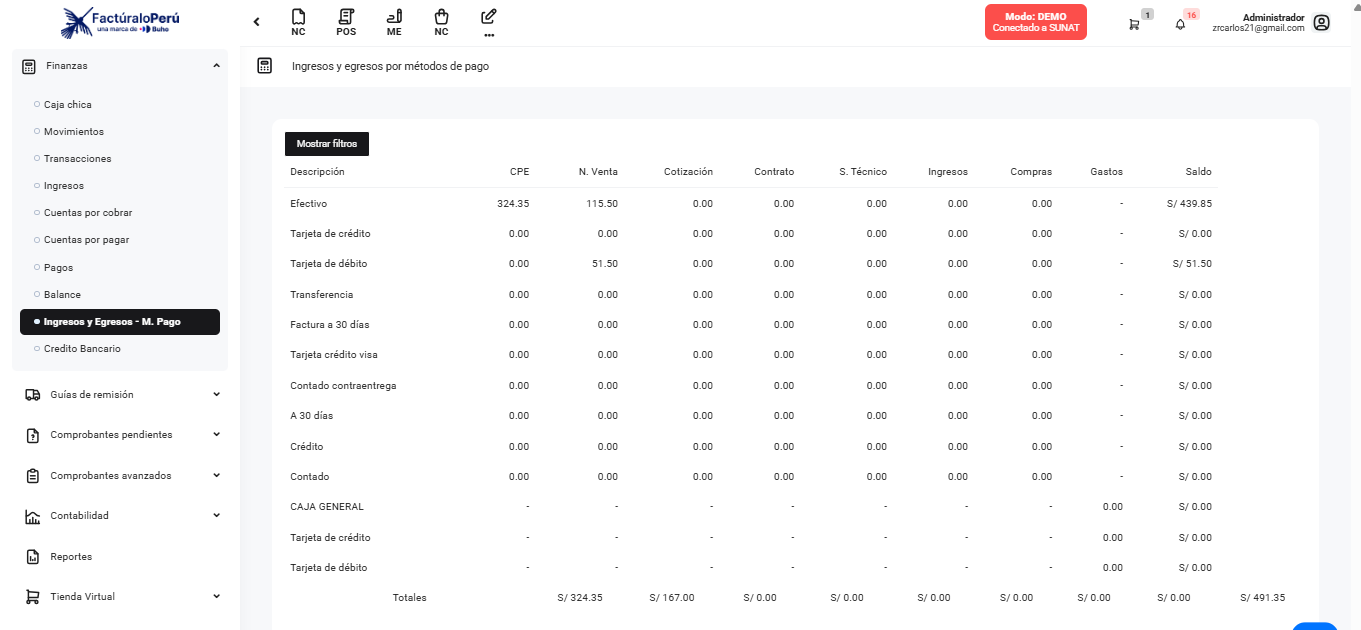 FactúraloPerú
una marca de Buho
NC POS ME NC ...
Modo: DEMO
Conectado a SUNAT
1
16
Administrador
zrcarlos21@gmail.com
Finanzas
Caja chica
Movimientos
Transacciones
Ingresos
Cuentas por cobrar
Cuentas por pagar
Pagos
Balance
Ingresos y Egresos - M. Pago
Credito Bancario
Guías de remisión
Comprobantes pendientes
Comprobantes avanzados
Contabilidad
Reportes
Tienda Virtual
Ingresos y egresos por métodos de pago
Mostrar filtros
Descripción CPE N. Venta Cotización Contrato S. Técnico Ingresos Compras Gastos Saldo
Efectivo 324.35 115.50 0.00 0.00 0.00 0.00 0.00 - S/ 439.85
Tarjeta de crédito 0.00 0.00 0.00 0.00 0.00 0.00 0.00 - S/ 0.00
Tarjeta de débito 0.00 51.50 0.00 0.00 0.00 0.00 0.00 - S/ 51.50
Transferencia 0.00 0.00 0.00 0.00 0.00 0.00 0.00 - S/ 0.00
Factura a 30 días 0.00 0.00 0.00 0.00 0.00 0.00 0.00 - S/ 0.00
Tarjeta crédito visa 0.00 0.00 0.00 0.00 0.00 0.00 0.00 - S/ 0.00
Contado contraentrega 0.00 0.00 0.00 0.00 0.00 0.00 0.00 - S/ 0.00
A 30 días 0.00 0.00 0.00 0.00 0.00 0.00 0.00 - S/ 0.00
Crédito 0.00 0.00 0.00 0.00 0.00 0.00 0.00 - S/ 0.00
Contado 0.00 0.00 0.00 0.00 0.00 0.00 0.00 - S/ 0.00
CAJA GENERAL - - - - - - - 0.00 S/ 0.00
Tarjeta de crédito - - - - - - - 0.00 S/ 0.00
Tarjeta de débito - - - - - - - 0.00 S/ 0.00
Totales S/ 324.35 S/ 167.00 S/ 0.00 S/ 0.00 S/ 0.00 S/ 0.00 S/ 0.00 S/ 0.00 S/ 491.35